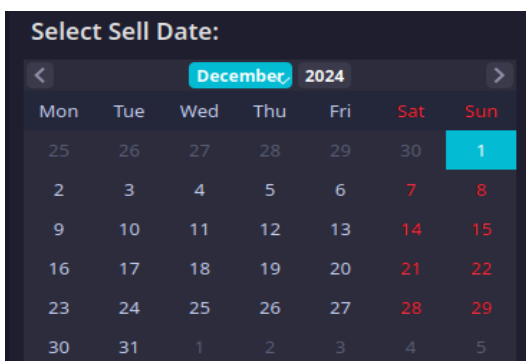 Select Sell Date:
< December 2024 >
Mon Tue Wed Thu Fri Sat Sun
25 26 27 28 29 30 1
2 3 4 5 6 7 8
9 10 11 12 13 14 15
16 17 18 19 20 21 22
23 24 25 26 27 28 29
30 31 1 2 3 4 5